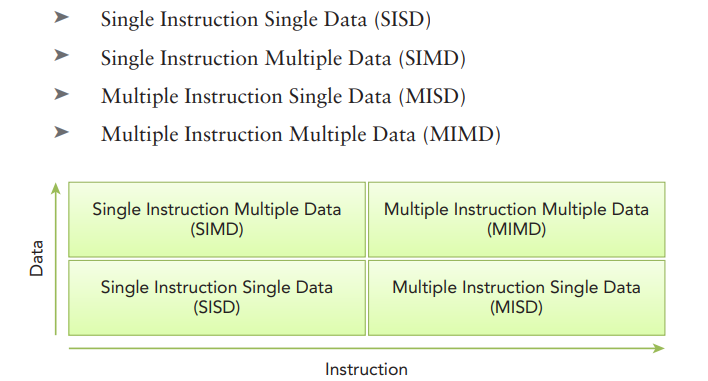 ➤ Single Instruction Single Data (SISD)
➤ Single Instruction Multiple Data (SIMD)
➤ Multiple Instruction Single Data (MISD)
➤ Multiple Instruction Multiple Data (MIMD)
Data
Single Instruction Multiple Data
(SIMD)
Multiple Instruction Multiple Data
(MIMD)
Single Instruction Single Data
(SISD)
Multiple Instruction Single Data
(MISD)
Instruction